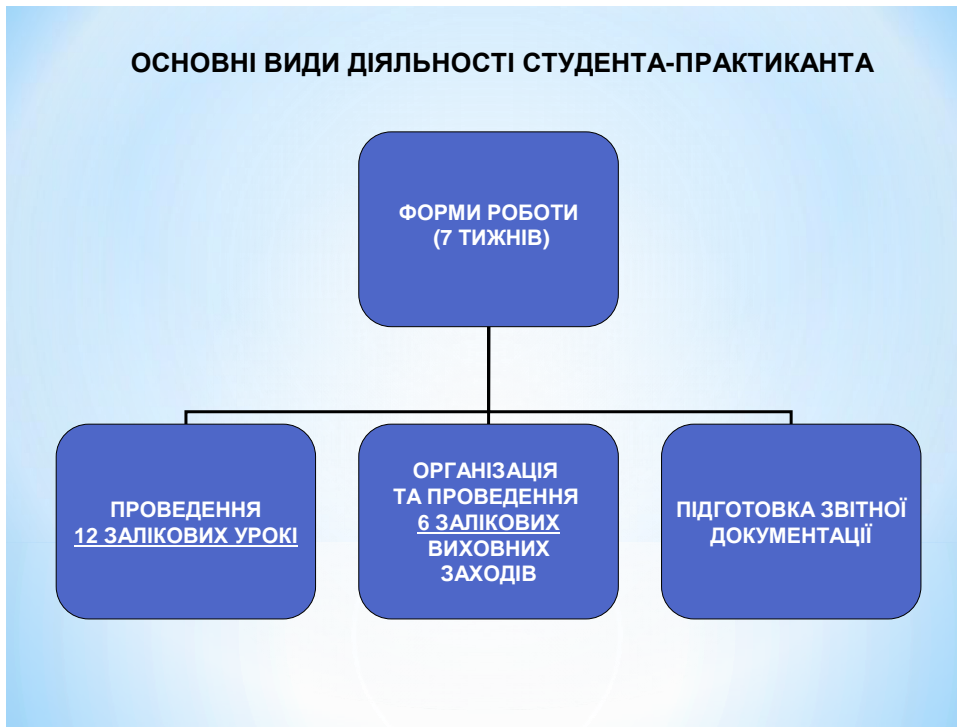 ОСНОВНІ ВИДИ ДІЯЛЬНОСТІ СТУДЕНТА-ПРАКТИКАНТА
ФОРМИ РОБОТИ
(7 ТИЖНІВ)
ПРОВЕДЕННЯ
12 ЗАЛІКОВИХ УРОКІ
ОРГАНІЗАЦІЯ
ТА ПРОВЕДЕННЯ
6 ЗАЛІКОВИХ
ВИХОВНИХ
ЗАХОДІВ
ПІДГОТОВКА ЗВІТНОЇ
ДОКУМЕНТАЦІЇ